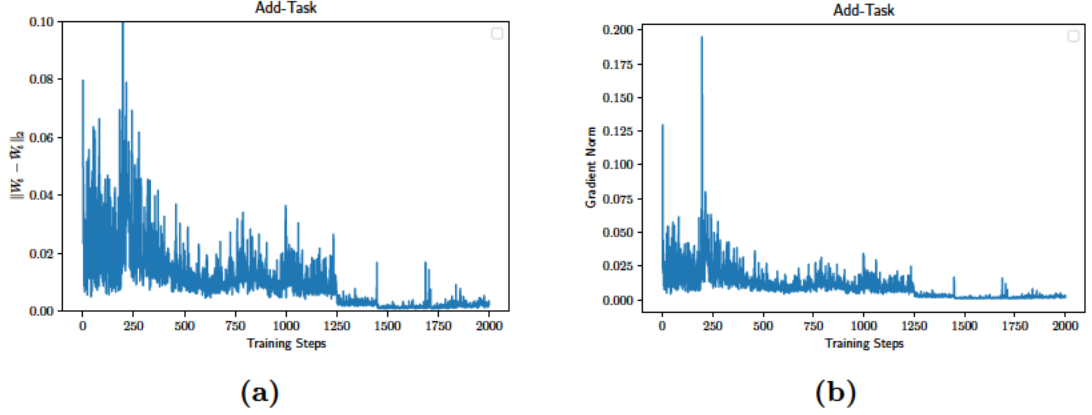 Add-Task
0.10
0.08
0.06
0.04
0.02
0.00
‖W_t − W̄_t‖₂
0 250 500 750 1000 1250 1500 1750 2000
Training Steps
(a)
Add-Task
0.200
0.175
0.150
0.125
0.100
0.075
0.050
0.025
0.000
Gradient Norm
0 250 500 750 1000 1250 1500 1750 2000
Training Steps
(b)